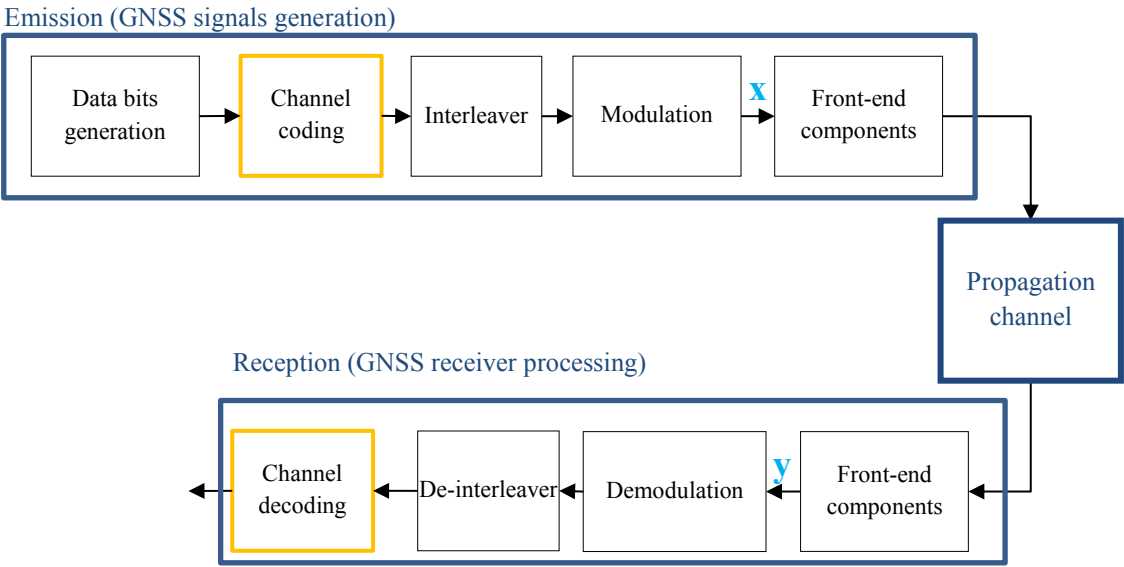 Emission (GNSS signals generation)
Data bits
generation
Channel
coding
Interleaver
Modulation
x
Front-end
components
Propagation
channel
Reception (GNSS receiver processing)
Channel
decoding
De-interleaver
Demodulation
y
Front-end
components